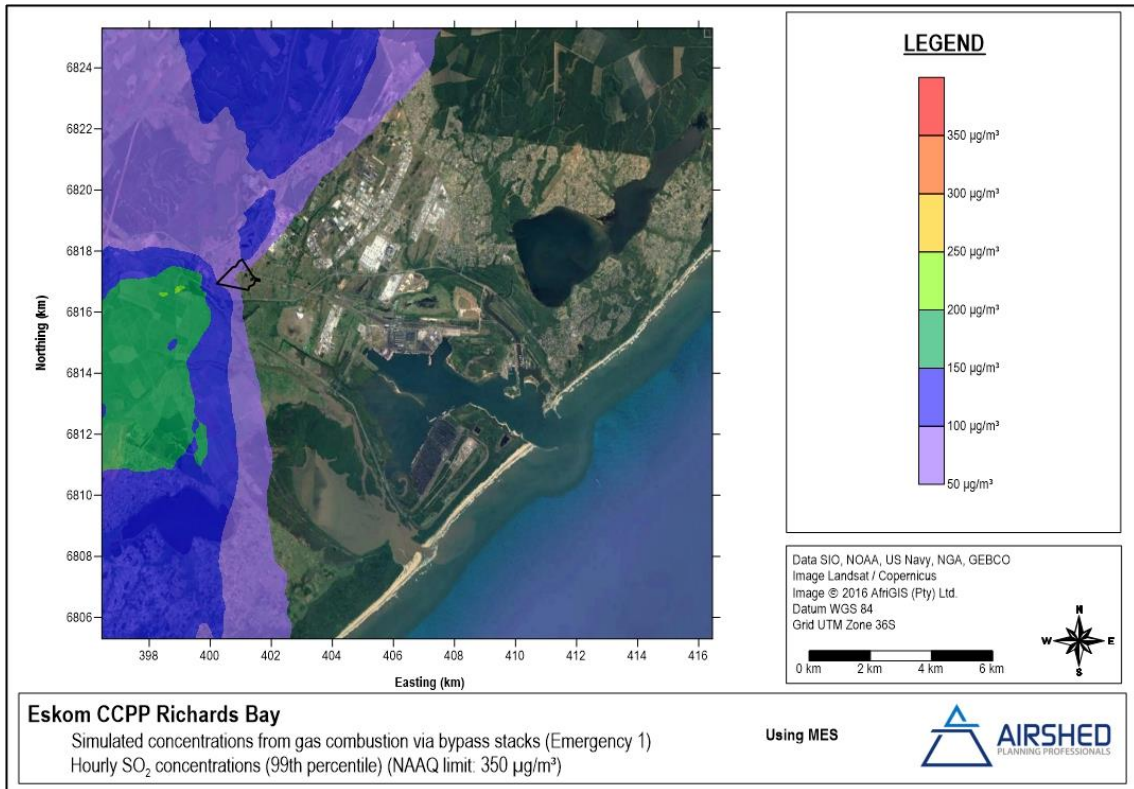 LEGEND
350 µg/m³
300 µg/m³
250 µg/m³
200 µg/m³
150 µg/m³
100 µg/m³
50 µg/m³
6824
6822
6820
6818
6816
6814
6812
6810
6808
6806
Northing (km)
398
400
402
404
406
408
410
412
414
416
Easting (km)
Data SIO, NOAA, US Navy, NGA, GEBCO
Image Landsat / Copernicus
Image © 2016 AfriGIS (Pty) Ltd.
Datum WGS 84
Grid UTM Zone 36S
N
W E
S
0 km 2 km 4 km 6 km
Eskom CCPP Richards Bay
Simulated concentrations from gas combustion via bypass stacks (Emergency 1)
Hourly SO₂ concentrations (99th percentile) (NAAQ limit: 350 µg/m³)
Using MES
AIRSHED
PLANNING PROFESSIONALS